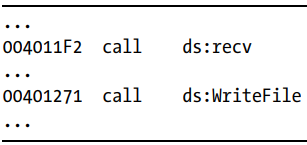 ...
004011F2 call ds:recv
...
00401271 call ds:WriteFile
...